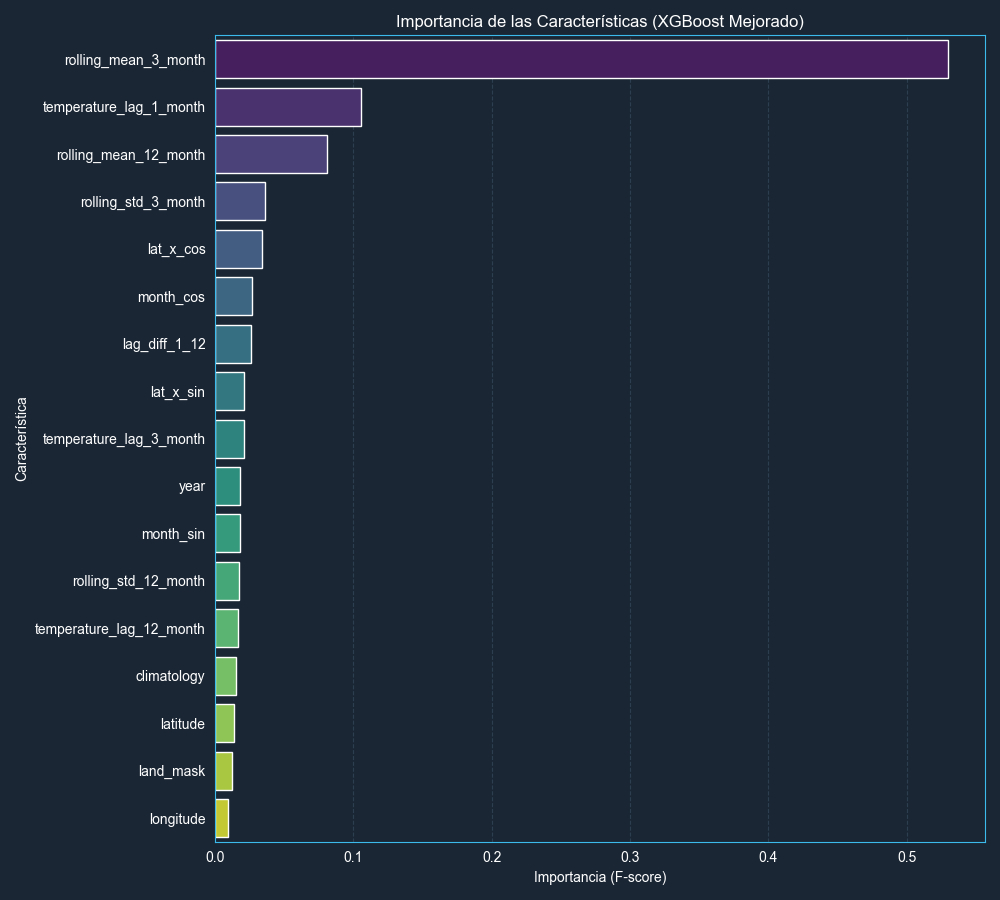 Importancia de las Características (XGBoost Mejorado)
rolling_mean_3_month
temperature_lag_1_month
rolling_mean_12_month
rolling_std_3_month
lat_x_cos
month_cos
lag_diff_1_12
lat_x_sin
temperature_lag_3_month
year
month_sin
rolling_std_12_month
temperature_lag_12_month
climatology
latitude
land_mask
longitude
Característica
0.0 0.1 0.2 0.3 0.4 0.5
Importancia (F-score)